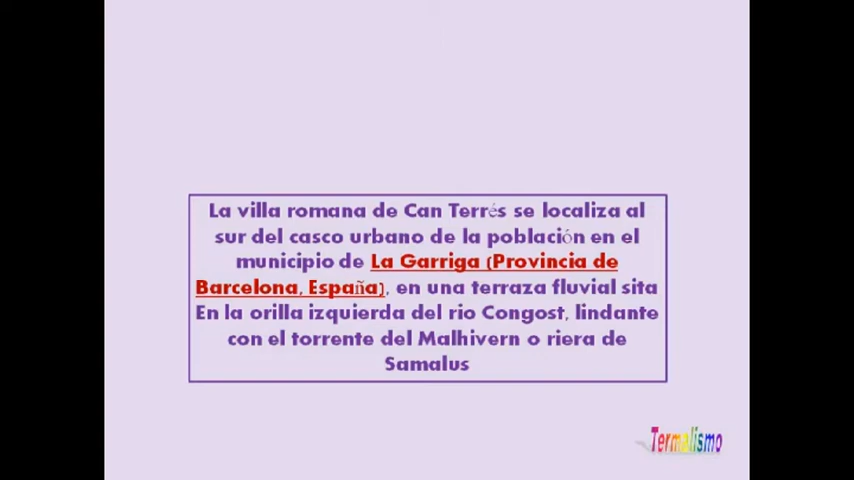 La villa romana de Can Terrés se localiza al
sur del casco urbano de la población en el
municipio de La Garriga (Provincia de
Barcelona, España), en una terraza fluvial sita
En la orilla izquierda del rio Congost, lindante
con el torrente del Malhivern o riera de
Samalus
Termalismo